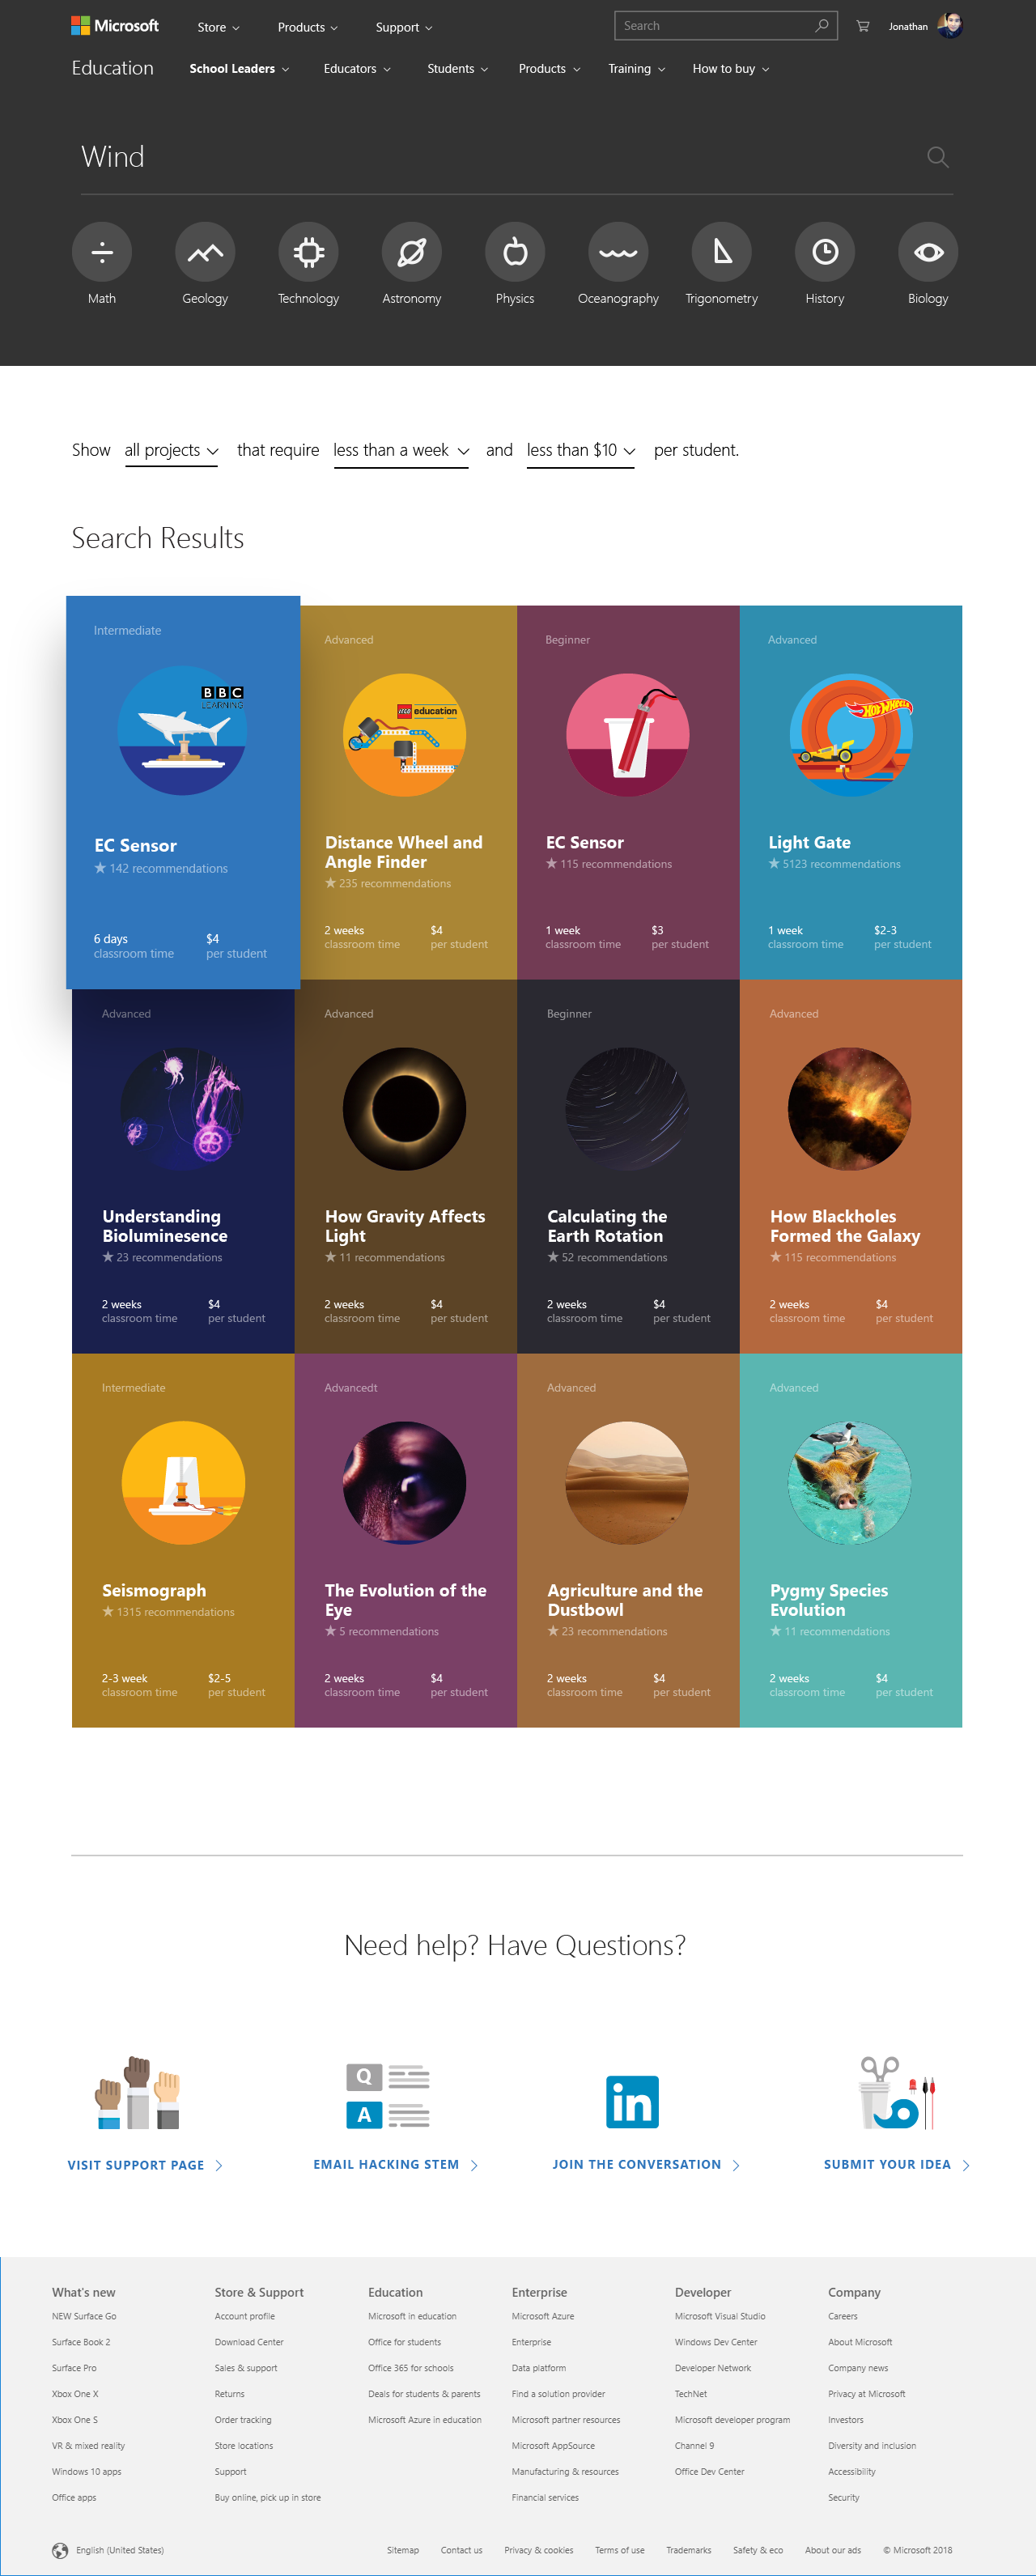 Microsoft Store Products Support Search Jonathan
Education School Leaders Educators Students Products Training How to buy
Wind
Math Geology Technology Astronomy Physics Oceanography Trigonometry History Biology
Show all projects that require less than a week and less than $10 per student.
Search Results
Intermediate
BBC
LEARNING
EC Sensor
142 recommendations
6 days $4
classroom time per student
Advanced
LEGO education
Distance Wheel and
Angle Finder
235 recommendations
2 weeks $4
classroom time per student
Beginner
EC Sensor
115 recommendations
1 week $3
classroom time per student
Advanced
Hot Wheels
Light Gate
5123 recommendations
1 week $2-3
classroom time per student
Advanced
Understanding
Bioluminesence
23 recommendations
2 weeks $4
classroom time per student
Advanced
How Gravity Affects
Light
11 recommendations
2 weeks $4
classroom time per student
Beginner
Calculating the
Earth Rotation
52 recommendations
2 weeks $4
classroom time per student
Advanced
How Blackholes
Formed the Galaxy
115 recommendations
2 weeks $4
classroom time per student
Intermediate
Seismograph
1315 recommendations
2-3 week $2-5
classroom time per student
Advancedt
The Evolution of the
Eye
5 recommendations
2 weeks $4
classroom time per student
Advanced
Agriculture and the
Dustbowl
23 recommendations
2 weeks $4
classroom time per student
Advanced
Pygmy Species
Evolution
11 recommendations
2 weeks $4
classroom time per student
Need help? Have Questions?
Q
A
in
VISIT SUPPORT PAGE EMAIL HACKING STEM JOIN THE CONVERSATION SUBMIT YOUR IDEA
What's new
NEW Surface Go
Surface Book 2
Surface Pro
Xbox One X
Xbox One S
VR & mixed reality
Windows 10 apps
Office apps
Store & Support
Account profile
Download Center
Sales & support
Returns
Order tracking
Store locations
Support
Buy online, pick up in store
Education
Microsoft in education
Office for students
Office 365 for schools
Deals for students & parents
Microsoft Azure in education
Enterprise
Microsoft Azure
Enterprise
Data platform
Find a solution provider
Microsoft partner resources
Microsoft AppSource
Manufacturing & resources
Financial services
Developer
Microsoft Visual Studio
Windows Dev Center
Developer Network
TechNet
Microsoft developer program
Channel 9
Office Dev Center
Company
Careers
About Microsoft
Company news
Privacy at Microsoft
Investors
Diversity and inclusion
Accessibility
Security
English (United States) Sitemap Contact us Privacy & cookies Terms of use Trademarks Safety & eco About our ads © Microsoft 2018